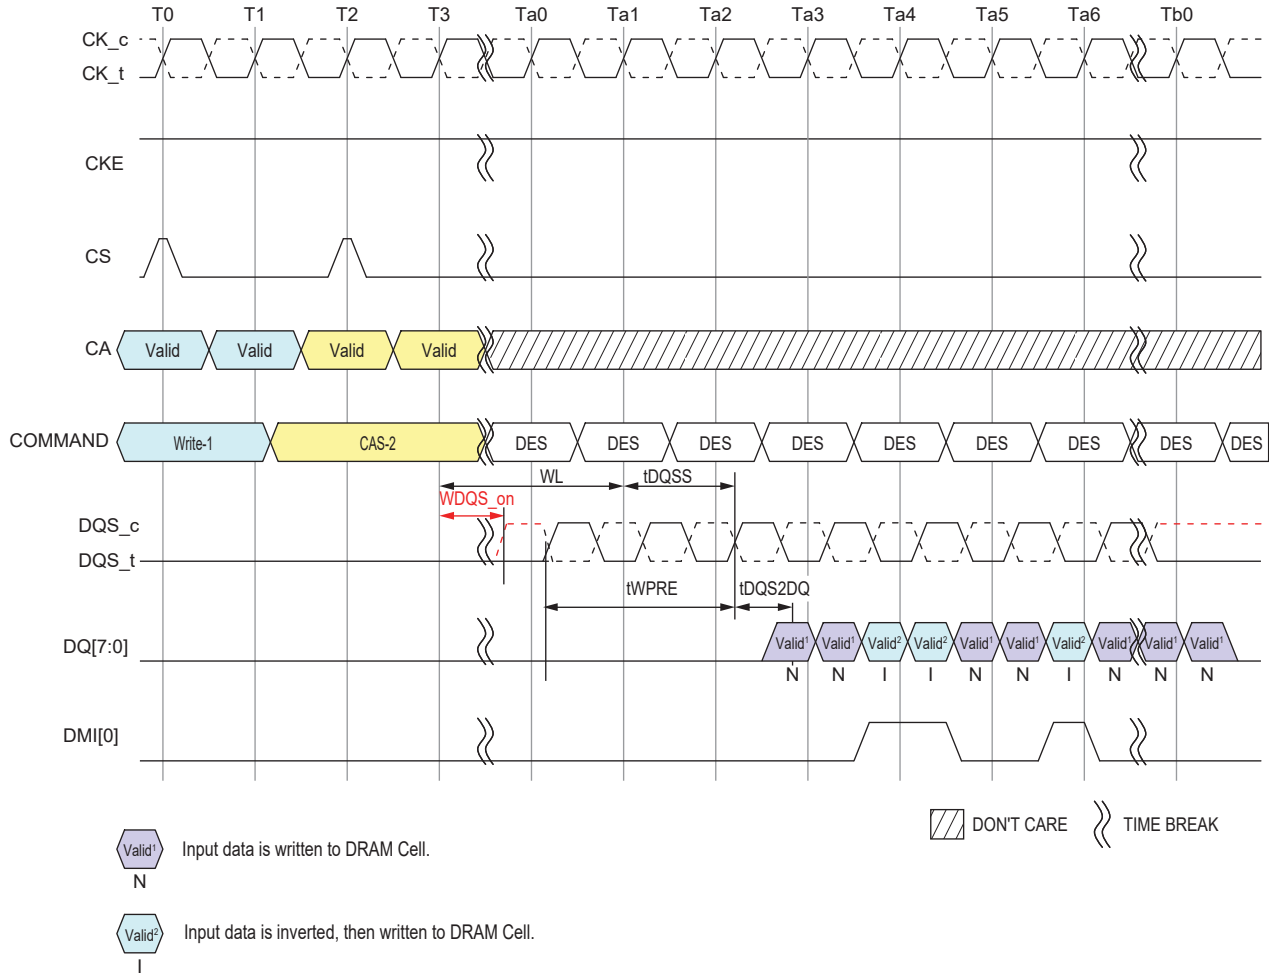 T0 T1 T2 T3 Ta0 Ta1 Ta2 Ta3 Ta4 Ta5 Ta6 Tb0
CK_c
CK_t
CKE
CS
CA Valid Valid Valid Valid
COMMAND Write-1 CAS-2 DES DES DES DES DES DES DES DES DES
WL tDQSS
WDQS_on
DQS_c
DQS_t
tWPRE tDQS2DQ
DQ[7:0] Valid¹ Valid¹ Valid² Valid² Valid¹ Valid¹ Valid² Valid¹ Valid¹ Valid¹
N N I I N N I N N N
DMI[0]
DON'T CARE TIME BREAK
Valid¹ Input data is written to DRAM Cell.
N
Valid² Input data is inverted, then written to DRAM Cell.
I